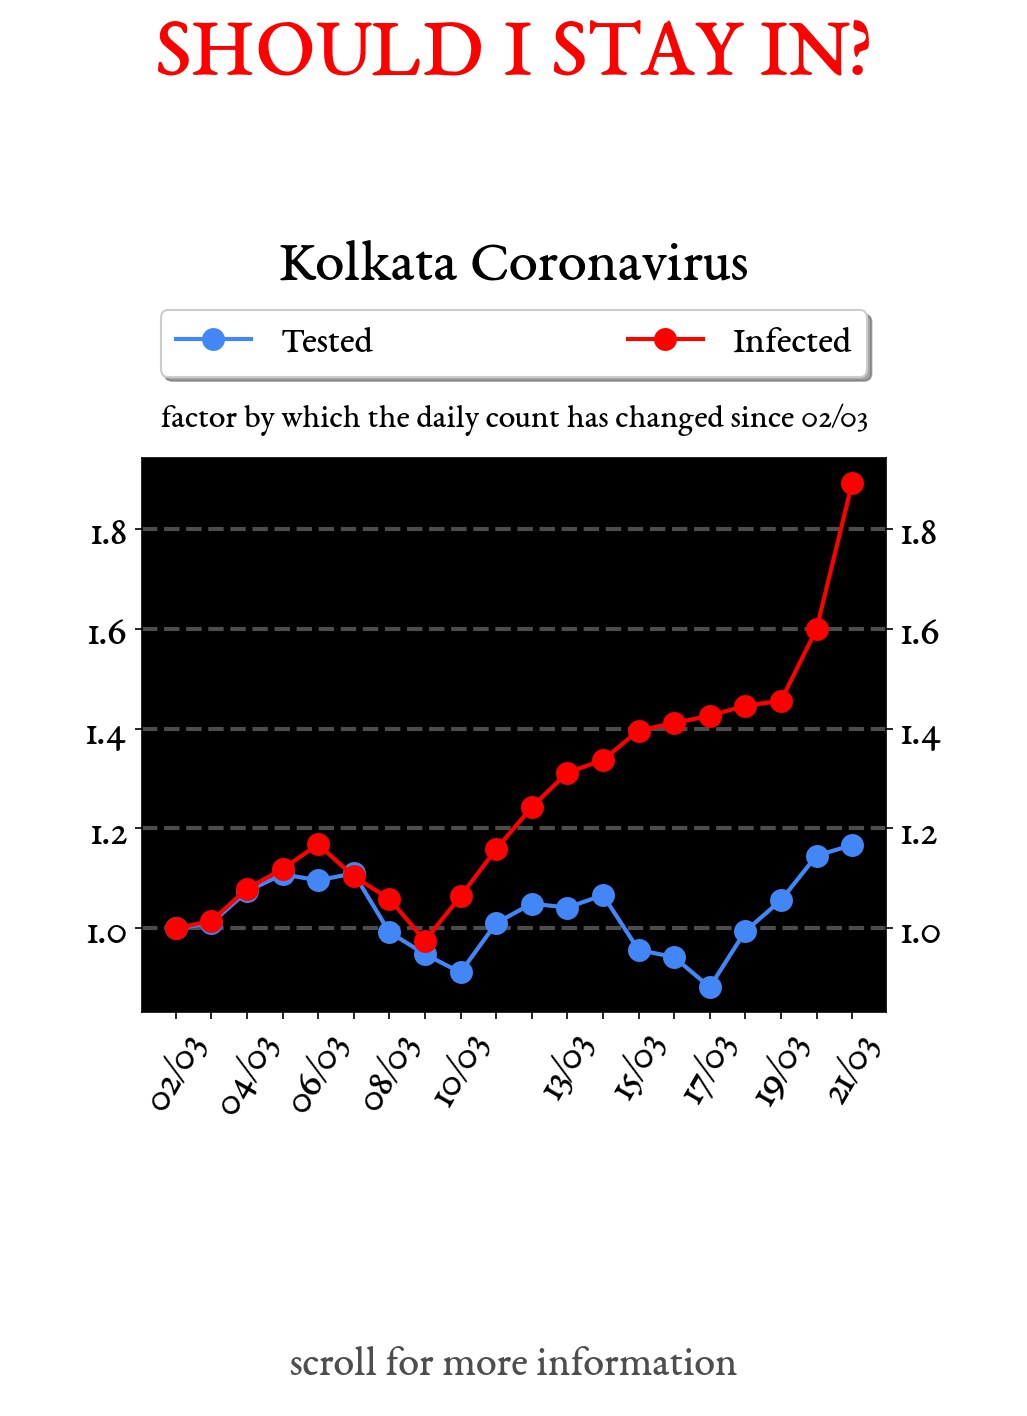 SHOULD I STAY IN?
Kolkata Coronavirus
Tested Infected
factor by which the daily count has changed since 02/03
1.8 1.8
1.6 1.6
1.4 1.4
1.2 1.2
1.0 1.0
02/03 04/03 06/03 08/03 10/03 13/03 15/03 17/03 19/03 21/03
scroll for more information